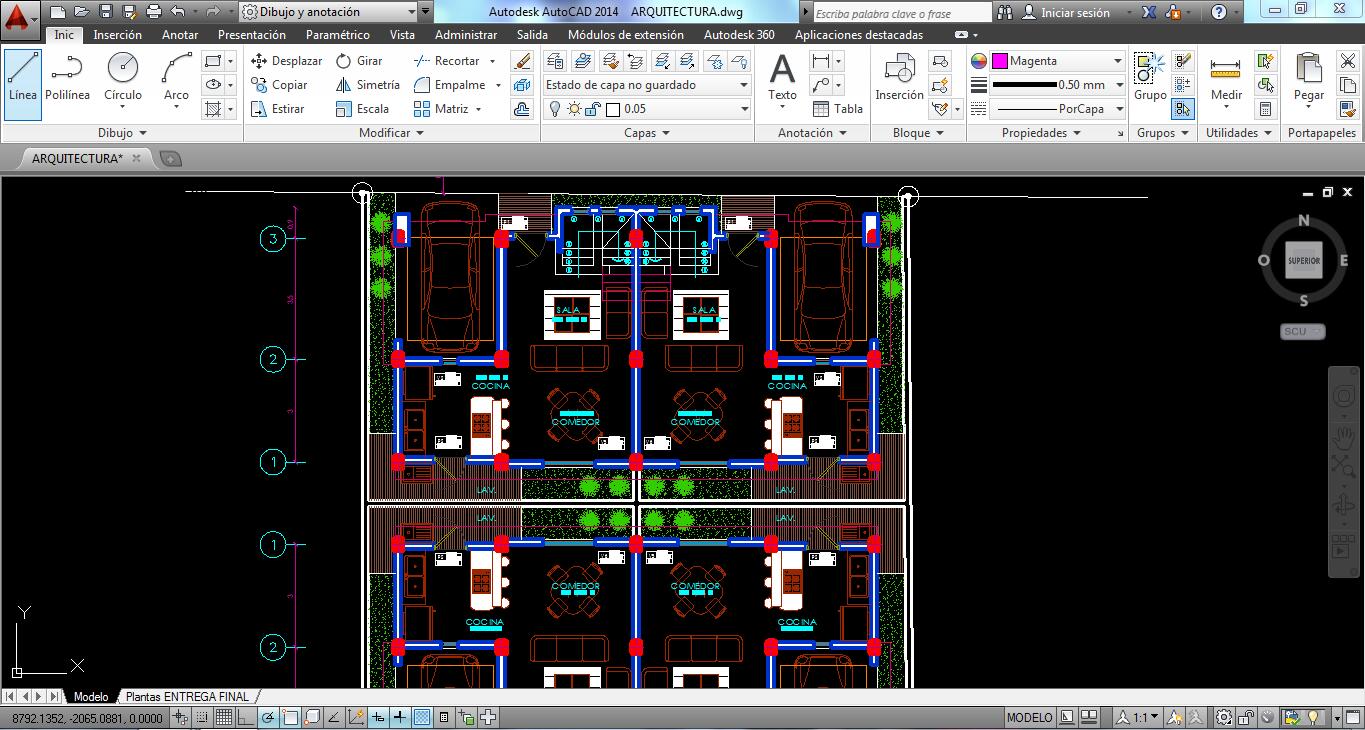 Dibujo y anotación
Autodesk AutoCAD 2014 ARQUITECTURA.dwg
Escriba palabra clave o frase
Iniciar sesión
Inic Inserción Anotar Presentación Paramétrico Vista Administrar Salida Módulos de extensión Autodesk 360 Aplicaciones destacadas
Línea Polilínea Círculo Arco
Desplazar Girar Recortar
Copiar Simetría Empalme
Estirar Escala Matriz
Estado de capa no guardado
0.05
Texto
Tabla
Inserción
Magenta
0.50 mm
PorCapa
Grupo
Medir
Pegar
Dibujo Modificar Capas Anotación Bloque Propiedades Grupos Utilidades Portapapeles
ARQUITECTURA*
N
O SUPERIOR E
S
SCU
3
SALA SALA
3.5
2
COCINA COCINA
COMEDOR COMEDOR
3
1
LAV. LAV.
LAV. LAV.
1
COMEDOR COMEDOR
3
COCINA COCINA
2
Y
X
Modelo Plantas ENTREGA FINAL
8792.1352, -2065.0881, 0.0000
MODELO
1:1